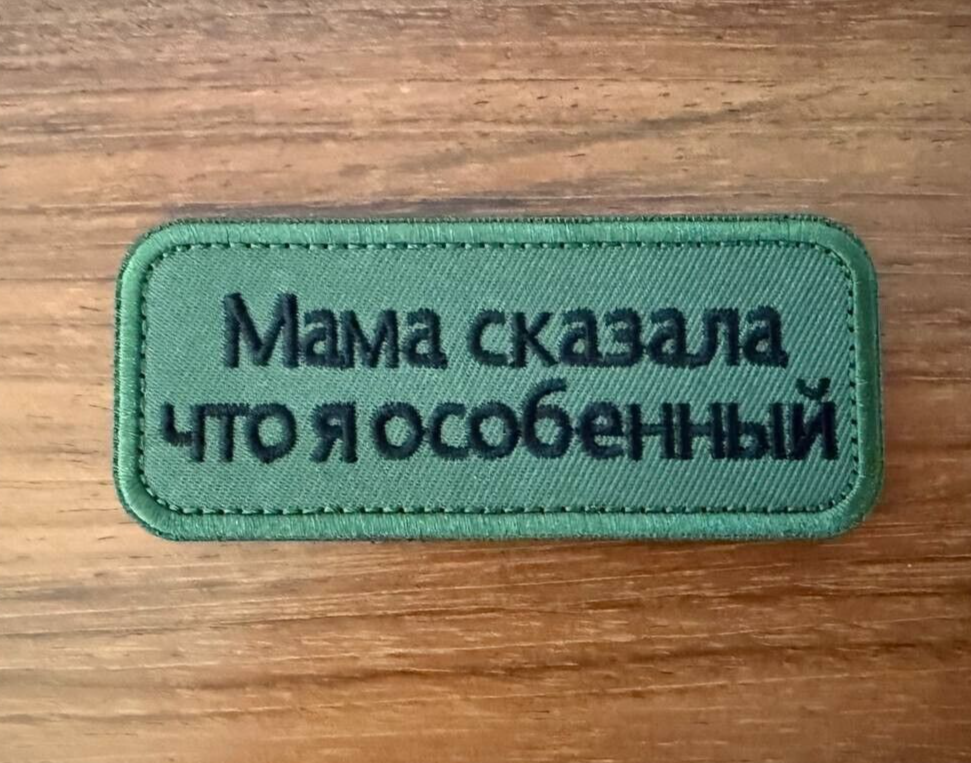 Мама сказала
что я особенный